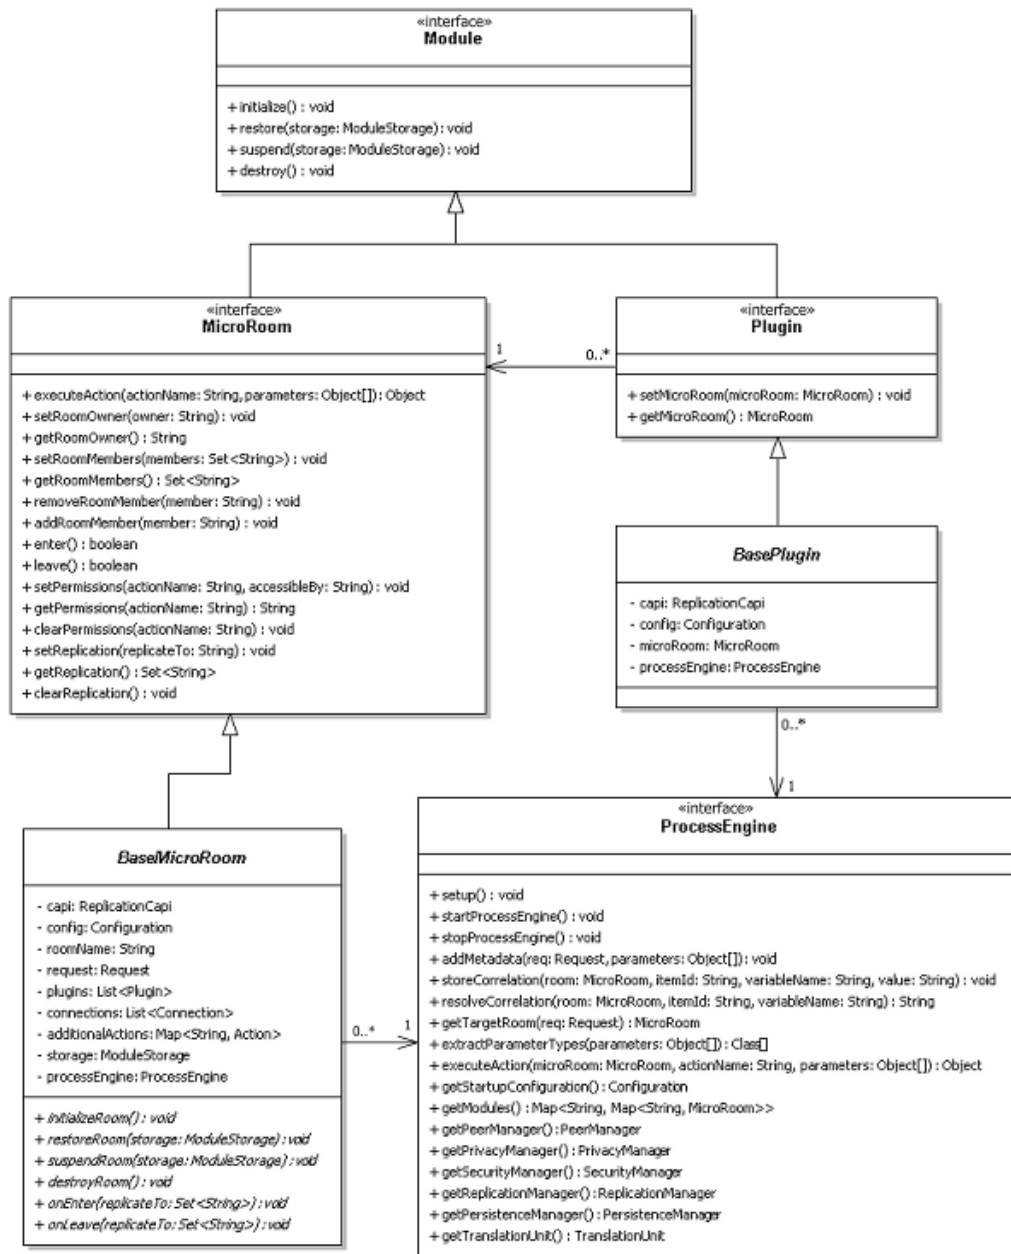 «interface»
Module
+ initialize() : void
+ restore(storage: ModuleStorage) : void
+ suspend(storage: ModuleStorage) : void
+ destroy() : void
«interface»
MicroRoom
+ executeAction(actionName: String, parameters: Object[]) : Object
+ setRoomOwner(owner: String) : void
+ getRoomOwner() : String
+ setRoomMembers(members: Set<String>) : void
+ getRoomMembers() : Set<String>
+ removeRoomMember(member: String) : void
+ addRoomMember(member: String) : void
+ enter() : boolean
+ leave() : boolean
+ setPermissions(actionName: String, accessibleBy: String) : void
+ getPermissions(actionName: String) : String
+ clearPermissions(actionName: String) : void
+ setReplication(replicateTo: String) : void
+ getReplication() : Set<String>
+ clearReplication() : void
1
0..*
«interface»
Plugin
+ setMicroRoom(microRoom: MicroRoom) : void
+ getMicroRoom() : MicroRoom
BasePlugin
- capi: ReplicationCapi
- config: Configuration
- microRoom: MicroRoom
- processEngine: ProcessEngine
0..*
1
BaseMicroRoom
- capi: ReplicationCapi
- config: Configuration
- roomName: String
- request: Request
- plugins: List<Plugin>
- connections: List<Connection>
- additionalActions: Map<String, Action>
- storage: ModuleStorage
- processEngine: ProcessEngine
+ initializeRoom() : void
+ restoreRoom(storage: ModuleStorage) : void
+ suspendRoom(storage: ModuleStorage) : void
+ destroyRoom() : void
+ onEnter(replicateTo: Set<String>) : void
+ onLeave(replicateTo: Set<String>) : void
0..*
1
«interface»
ProcessEngine
+ setup() : void
+ startProcessEngine() : void
+ stopProcessEngine() : void
+ addMetadata(req: Request, parameters: Object[]) : void
+ storeCorrelation(room: MicroRoom, itemId: String, variableName: String, value: String) : void
+ resolveCorrelation(room: MicroRoom, itemId: String, variableName: String) : String
+ getTargetRoom(req: Request) : MicroRoom
+ extractParameterTypes(parameters: Object[]) : Class[]
+ executeAction(microRoom: MicroRoom, actionName: String, parameters: Object[]) : Object
+ getStartupConfiguration() : Configuration
+ getModules() : Map<String, Map<String, MicroRoom>>
+ getPeerManager() : PeerManager
+ getPrivacyManager() : PrivacyManager
+ getSecurityManager() : SecurityManager
+ getReplicationManager() : ReplicationManager
+ getPersistenceManager() : PersistenceManager
+ getTranslationUnit() : TranslationUnit